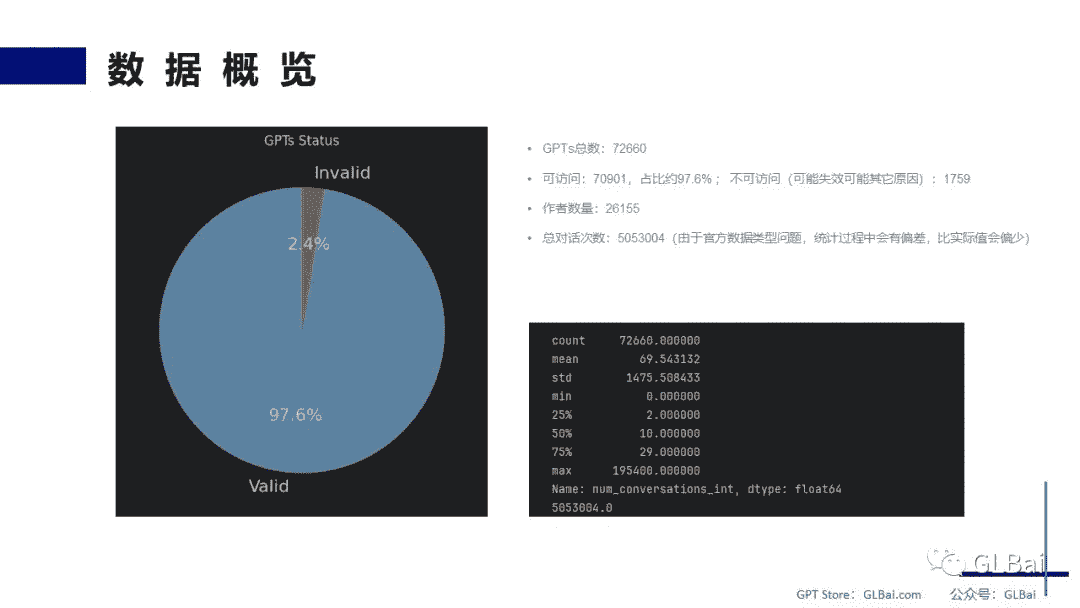 数据概览
GPTs Status
Invalid
2.4%
97.6%
Valid
• GPTs总数：72660
• 可访问：70901，占比约97.6%； 不可访问（可能失效可能其它原因）：1759
• 作者数量：26155
• 总对话次数：5053004（由于官方数据类型问题，统计过程中会有偏差，比实际值会偏少）
count 72660.000000
mean 69.543132
std 1475.508433
min 0.000000
25% 2.000000
50% 10.000000
75% 29.000000
max 195400.000000
Name: num_conversations_int, dtype: float64
5053004.0
GLBai
GPT Store：GLBai.com 公众号：GLBai